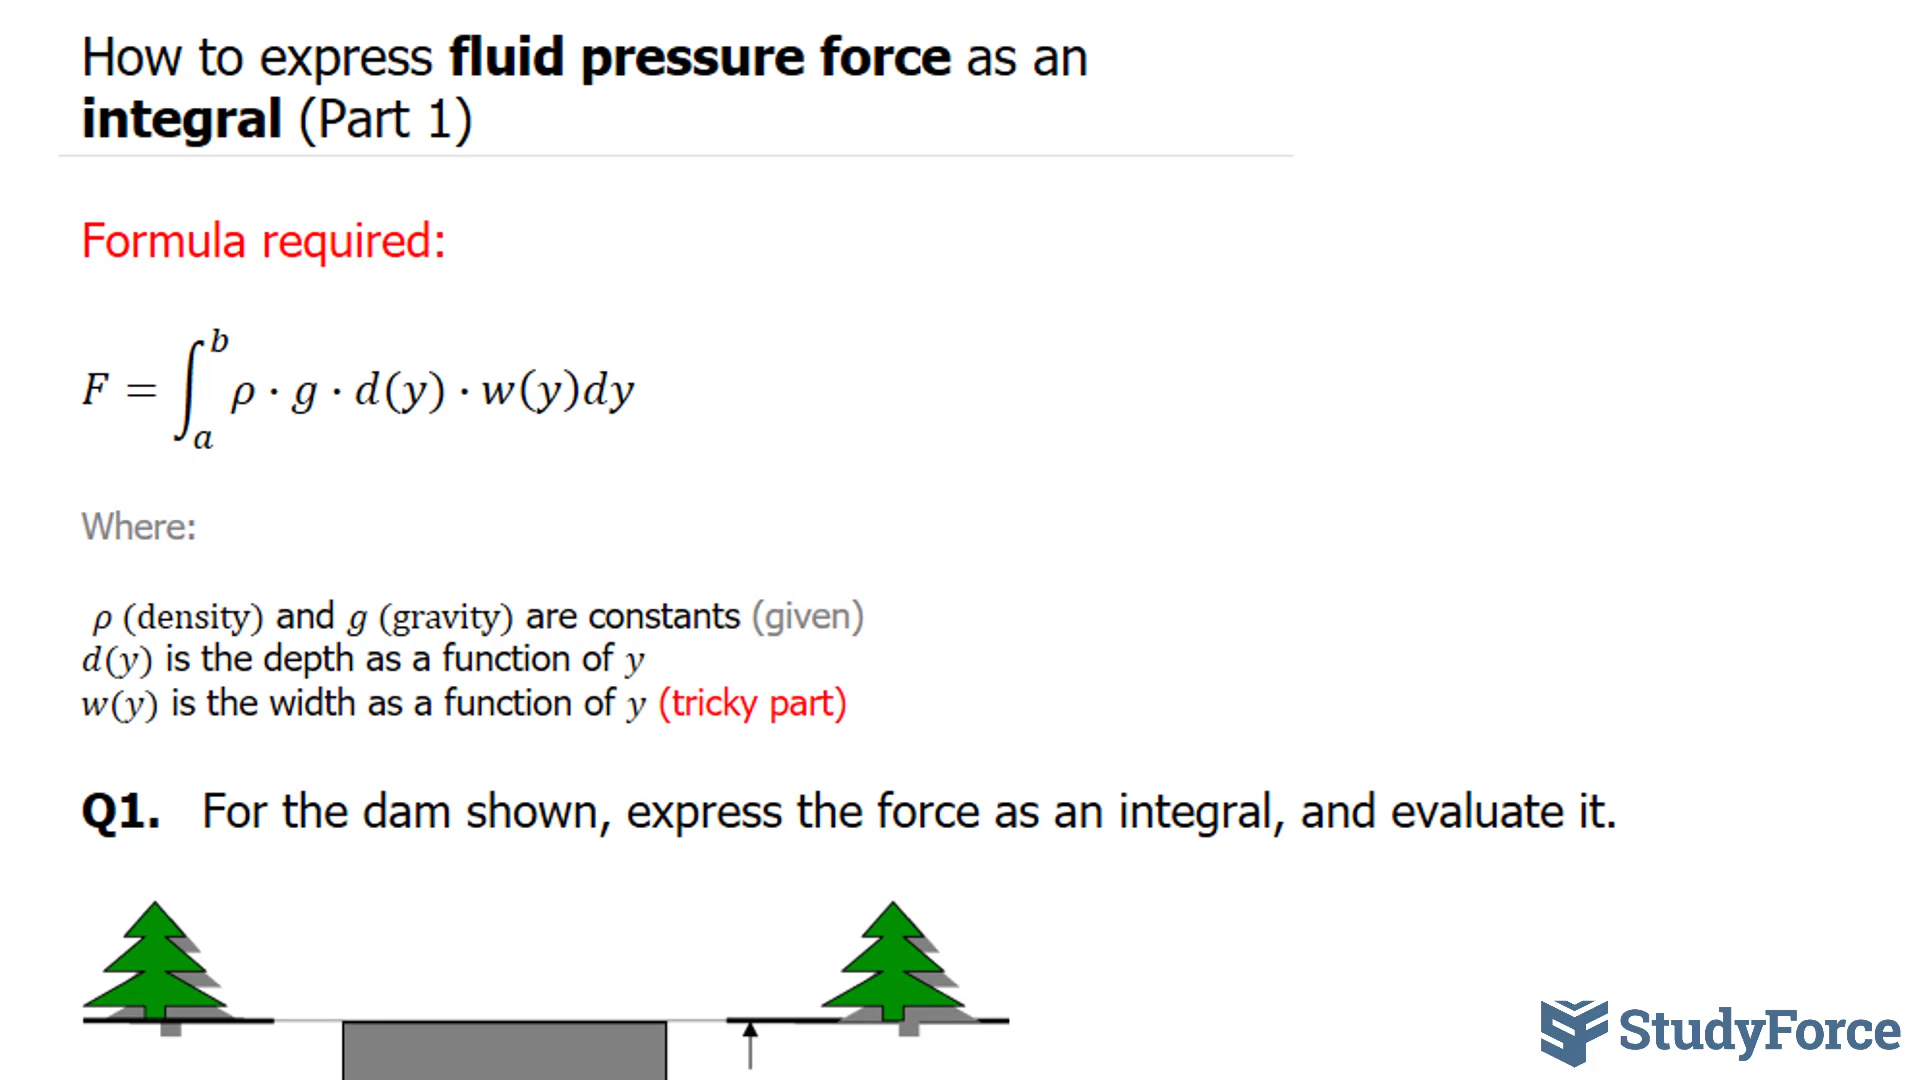 How to express fluid pressure force as an
integral (Part 1)
Formula required:
F = ∫_a^b ρ · g · d(y) · w(y)dy
Where:
ρ (density) and g (gravity) are constants (given)
d(y) is the depth as a function of y
w(y) is the width as a function of y (tricky part)
Q1. For the dam shown, express the force as an integral, and evaluate it.
StudyForce